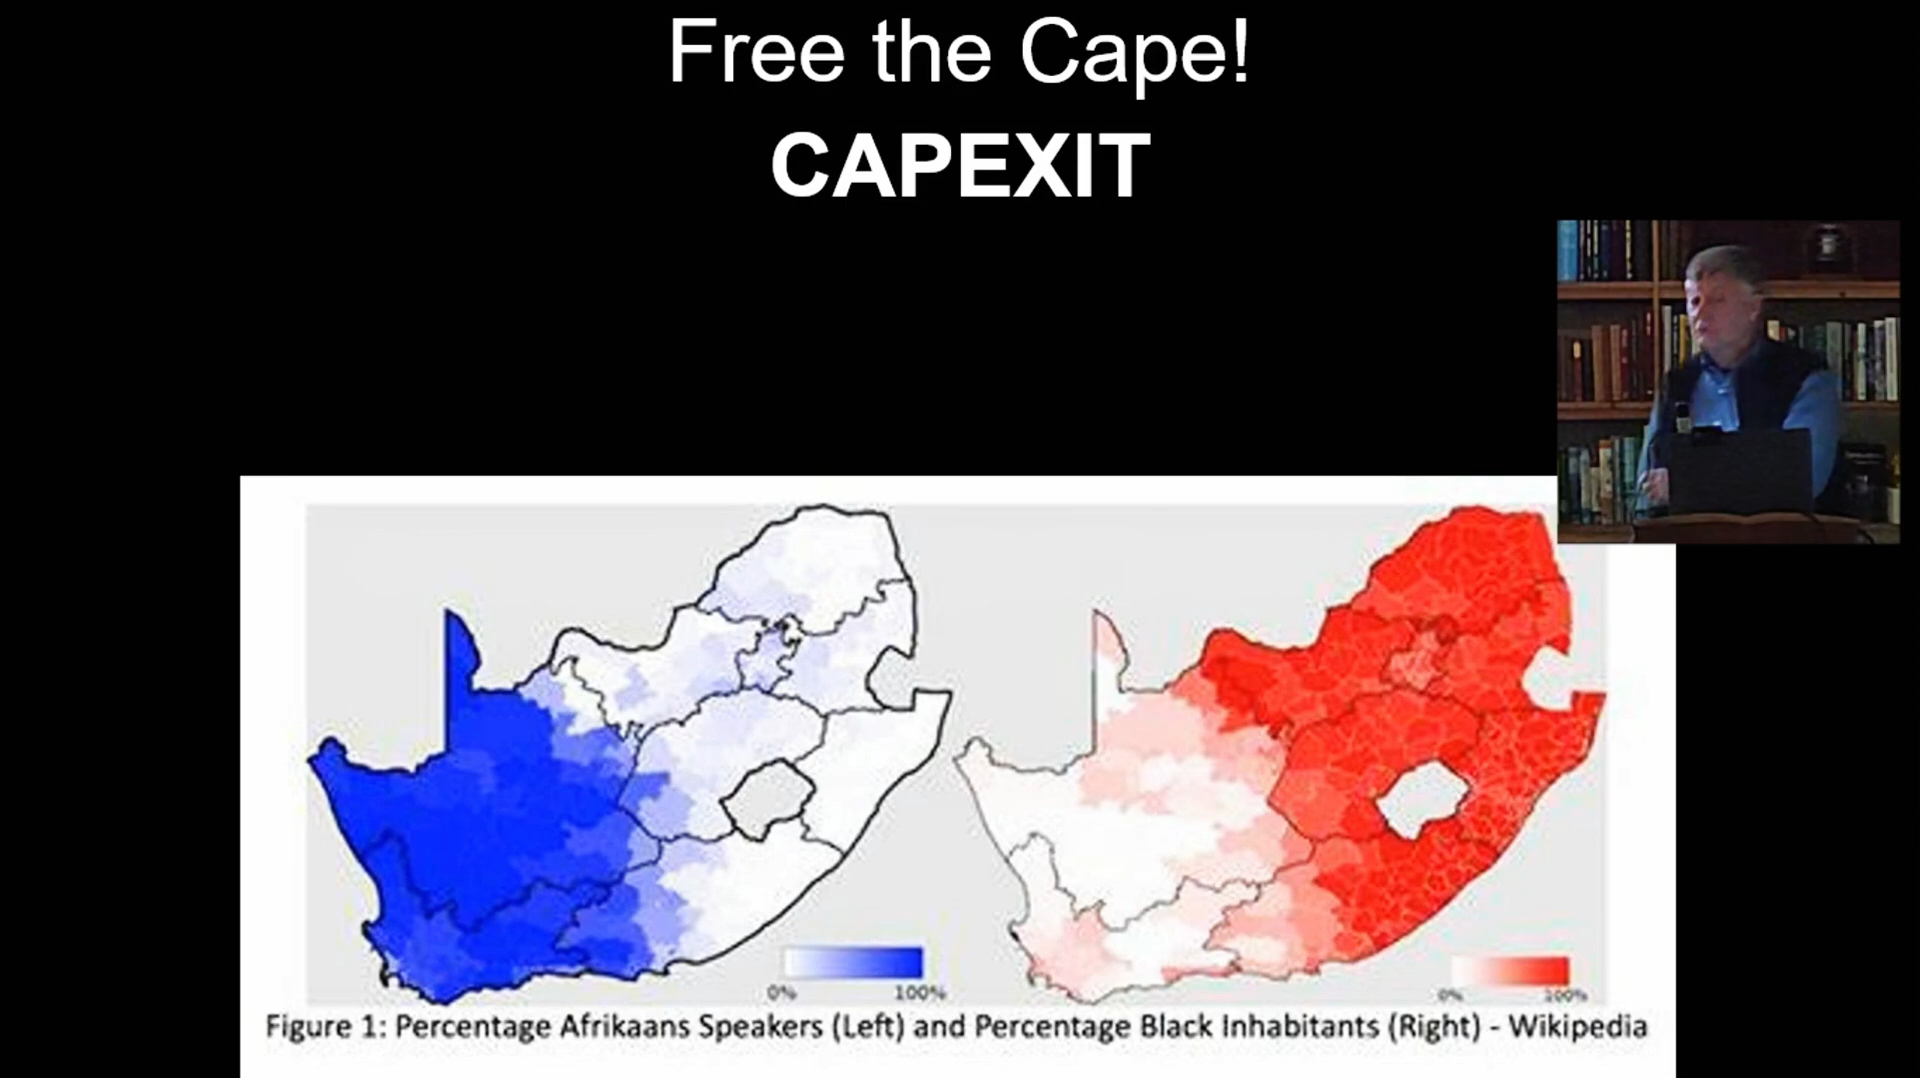 Free the Cape!
CAPEXIT
0% 100%
0% 100%
Figure 1: Percentage Afrikaans Speakers (Left) and Percentage Black Inhabitants (Right) - Wikipedia